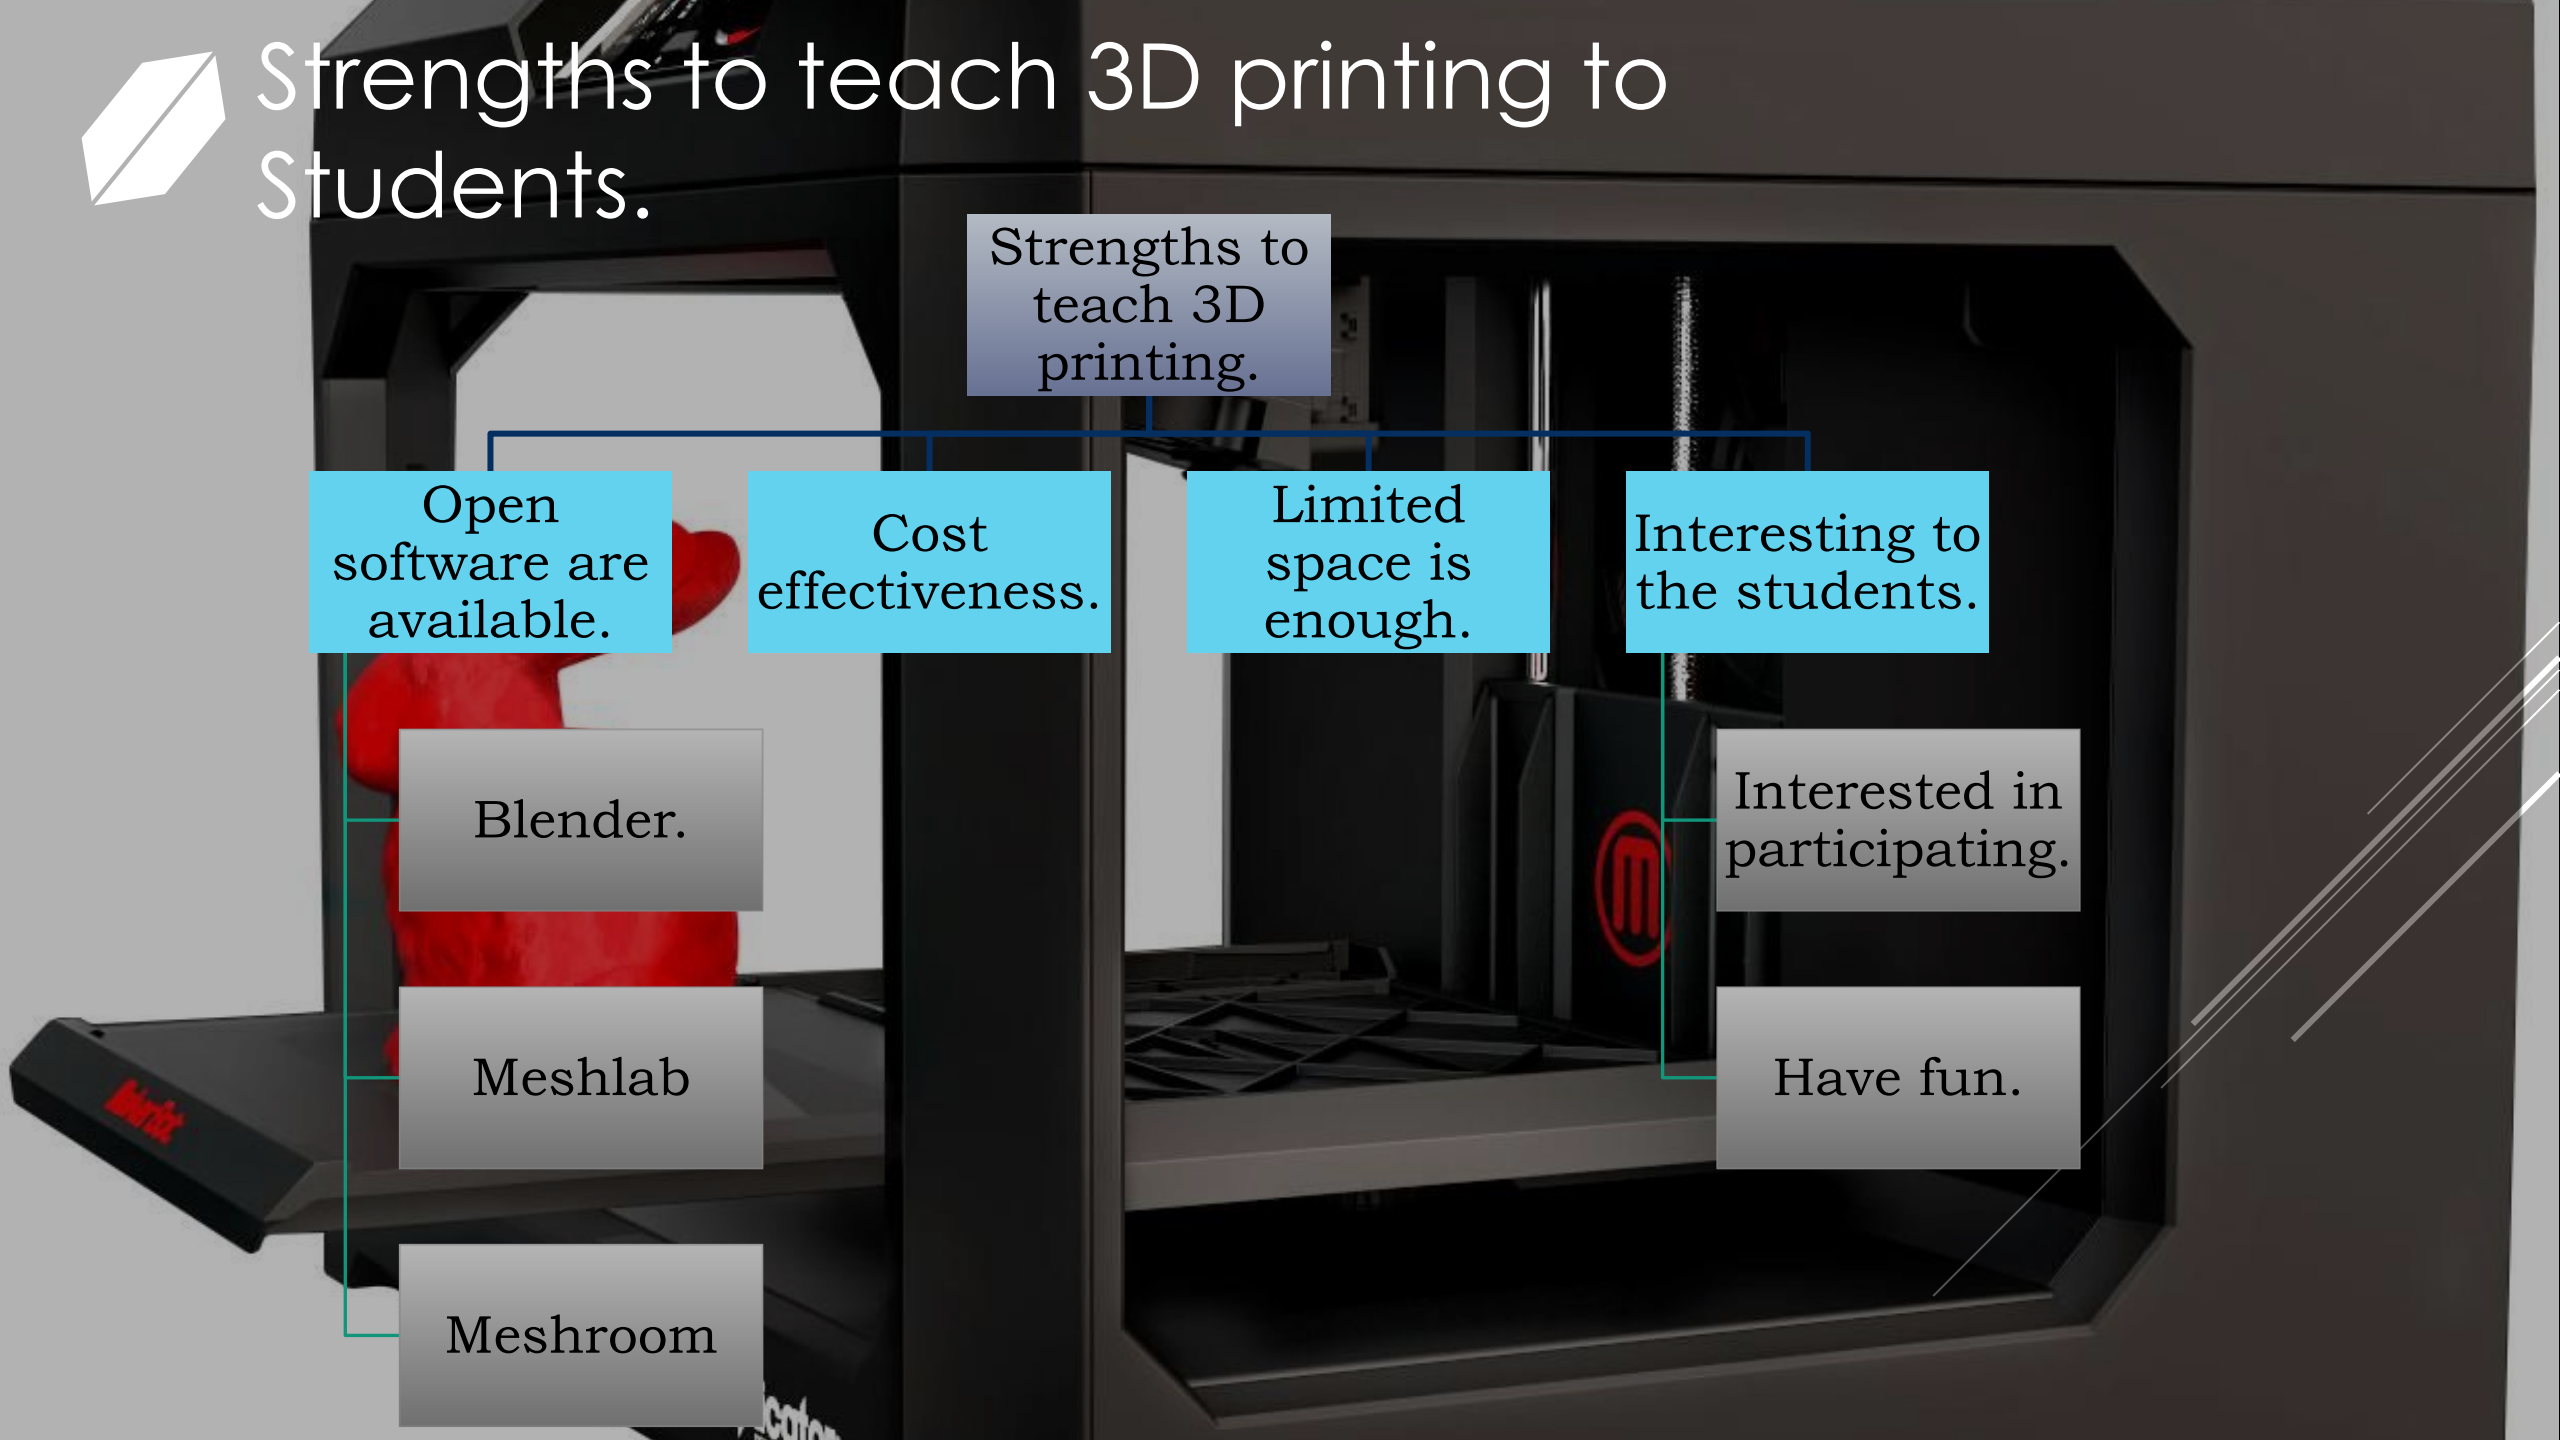 Strengths to teach 3D printing to
Students.
Strengths to
teach 3D
printing.
Open
software are
available.
Cost
effectiveness.
Limited
space is
enough.
Interesting to
the students.
Blender.
Interested in
participating.
Meshlab
Have fun.
Meshroom